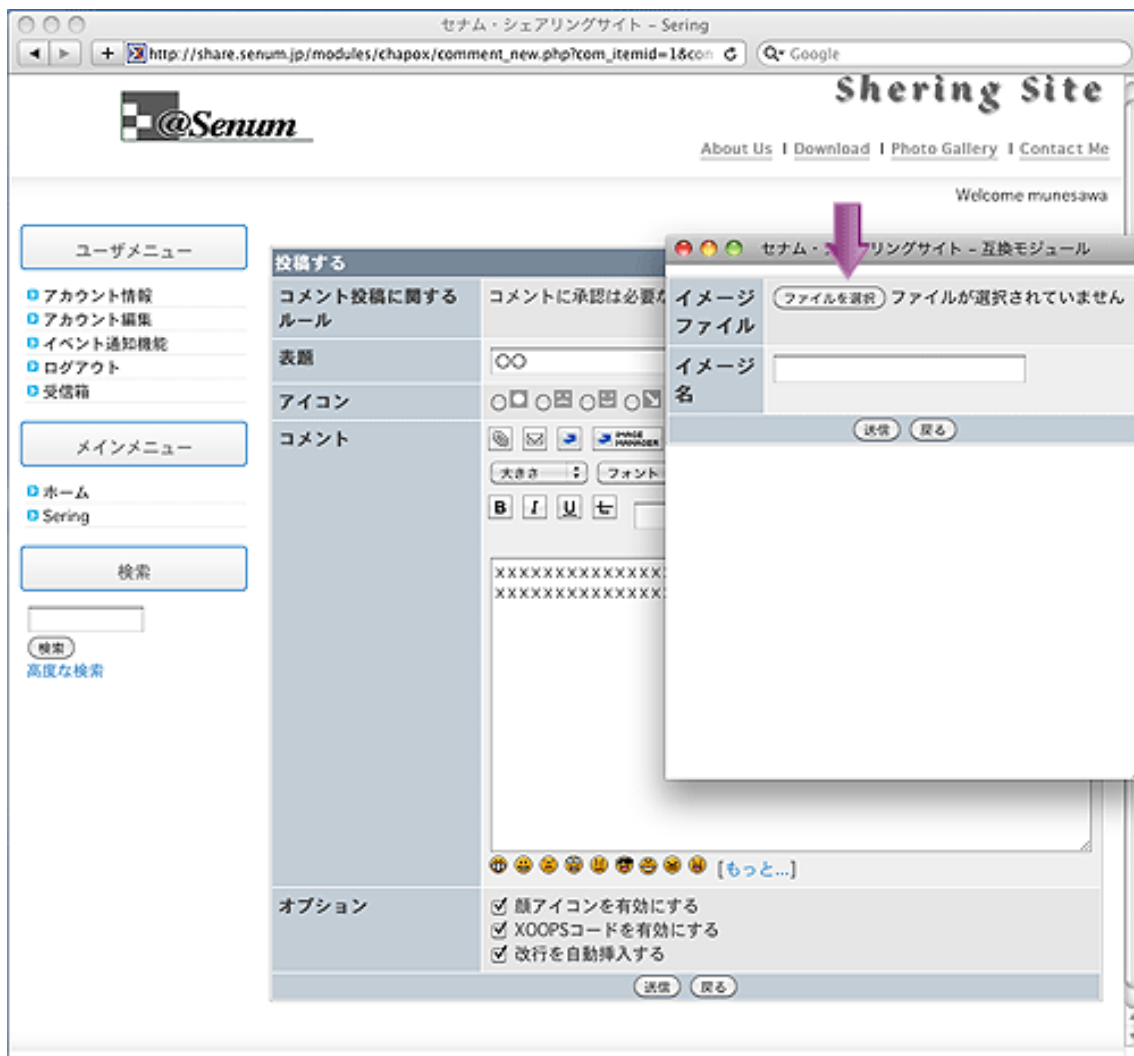 セナム・シェアリングサイト – Sering
http://share.senum.jp/modules/chapox/comment_new.php?com_itemid=1&con
Google
@Senum
Shering Site
About Us | Download | Photo Gallery | Contact Me
Welcome munesawa
ユーザメニュー
アカウント情報
アカウント編集
イベント通知機能
ログアウト
受信箱
メインメニュー
ホーム
Sering
検索
検索
高度な検索
投稿する
コメント投稿に関する
ルール
コメントに承認は必要な
表題
〇〇
アイコン
コメント
IMAGE
MANAGER
大きさ
フォント
B I U
xxxxxxxxxxxxxx
xxxxxxxxxxxxxx
[もっと...]
オプション
顔アイコンを有効にする
XOOPSコードを有効にする
改行を自動挿入する
送信 戻る
セナム・
アリングサイト – 互換モジュール
イメージ
ファイル
ファイルを選択 ファイルが選択されていません
イメージ
名
送信 戻る